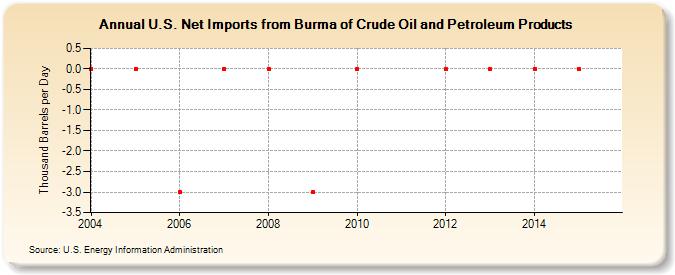 Annual U.S. Net Imports from Burma of Crude Oil and Petroleum Products
Thousand Barrels per Day
0.5
0.0
-0.5
-1.0
-1.5
-2.0
-2.5
-3.0
-3.5
2004 2006 2008 2010 2012 2014
Source: U.S. Energy Information Administration